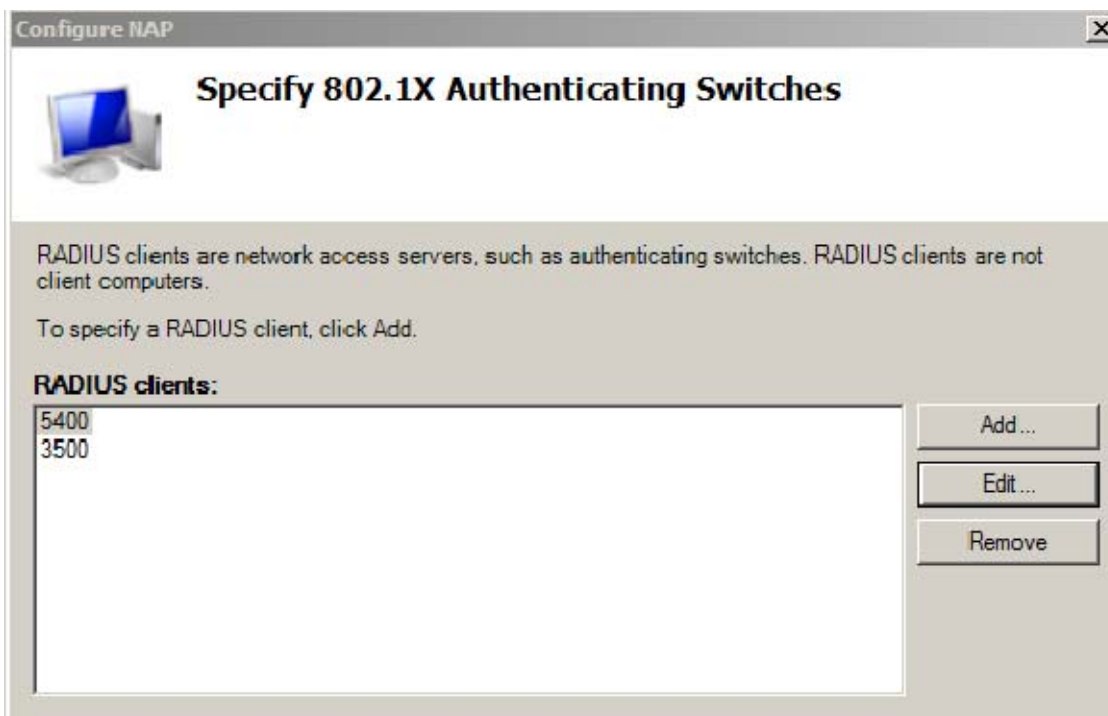 Configure NAP
Specify 802.1X Authenticating Switches
RADIUS clients are network access servers, such as authenticating switches. RADIUS clients are not
client computers.
To specify a RADIUS client, click Add.
RADIUS clients:
5400
3500
Add...
Edit...
Remove